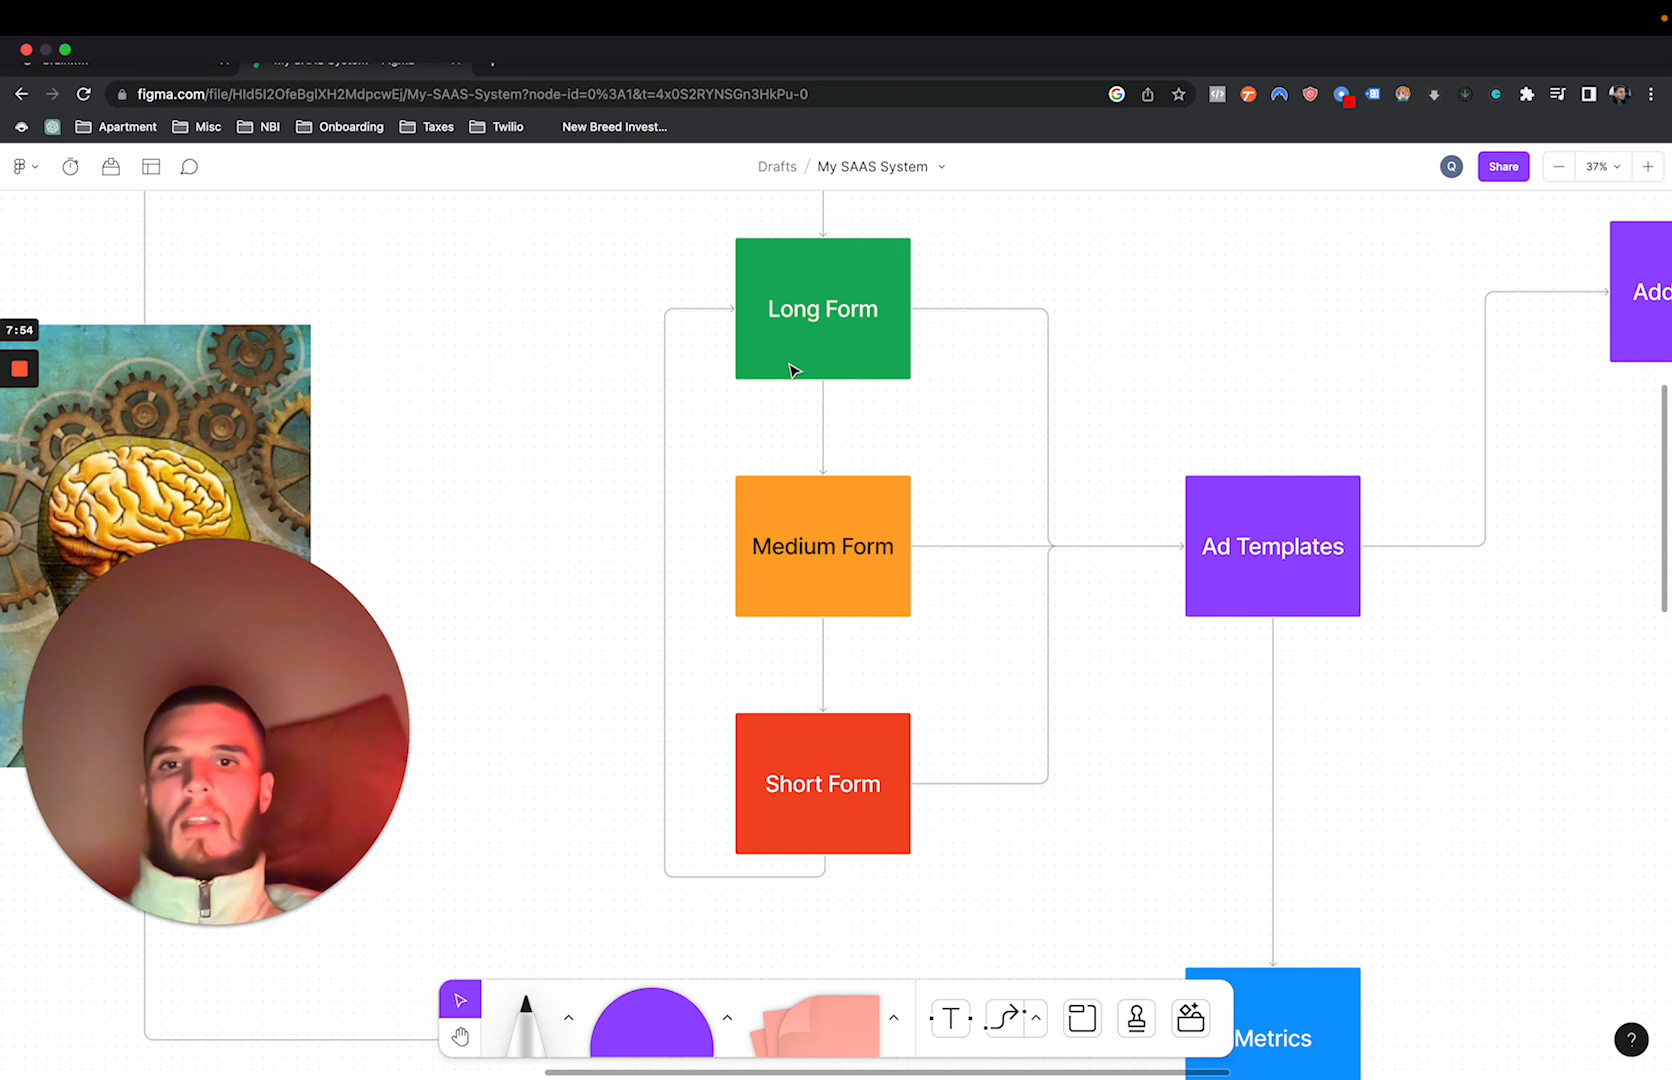 figma.com/file/HId5I2OfeBgIXH2MdpcwEj/My-SAAS-System?node-id=0%3A1&t=4x0S2RYNSGn3HkPu-0
Apartment
Misc
NBI
Onboarding
Taxes
Twilio
New Breed Invest...
Drafts / My SAAS System
Q
Share
37%
Long Form
Add
7:54
Medium Form
Ad Templates
Short Form
T
Metrics
?